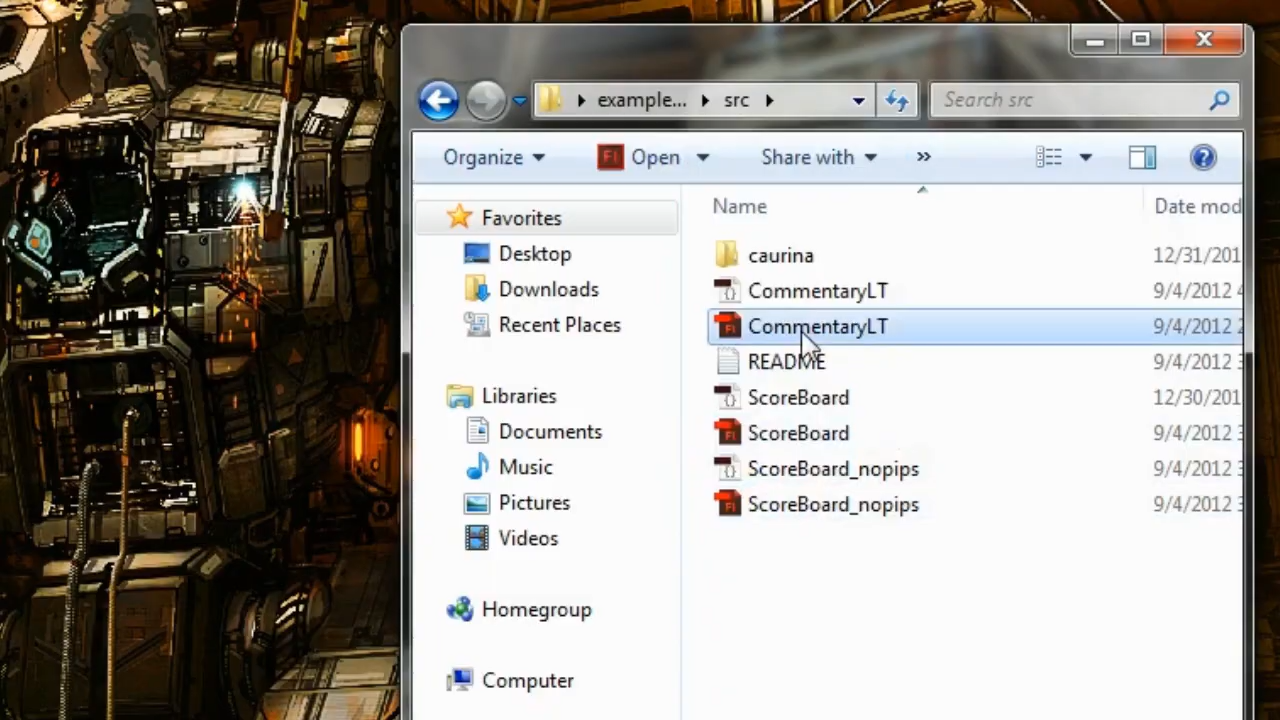 example... src Search src
Organize Open Share with »
Name Date mod
Favorites
Desktop
Downloads
Recent Places
Libraries
Documents
Music
Pictures
Videos
Homegroup
Computer
caurina 12/31/201
CommentaryLT 9/4/2012 4
CommentaryLT 9/4/2012 2
README 9/4/2012 3
ScoreBoard 12/30/201
ScoreBoard 9/4/2012 3
ScoreBoard_nopips 9/4/2012 3
ScoreBoard_nopips 9/4/2012 3